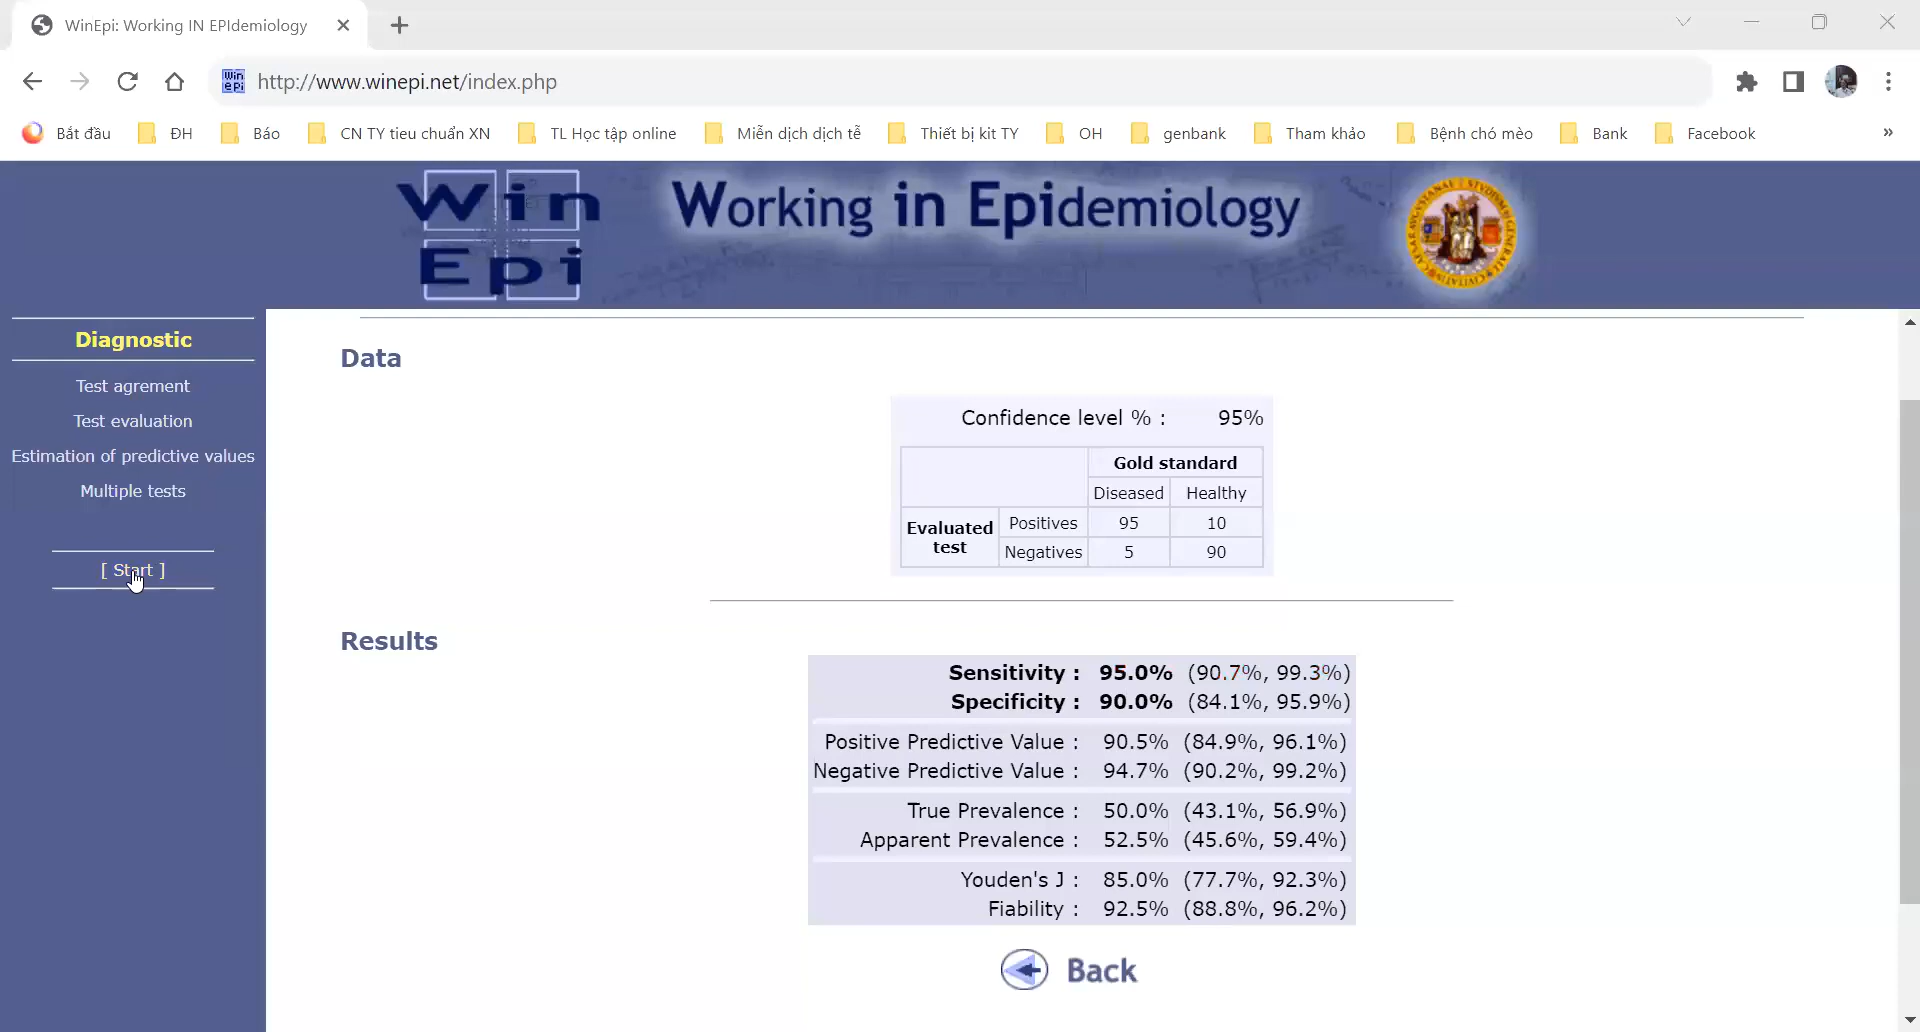 WinEpi: Working IN EPIdemiology
http://www.winepi.net/index.php
Bắt đầu ĐH Báo CN TY tieu chuẩn XN TL Học tập online Miễn dịch dịch tễ Thiết bị kit TY OH genbank Tham khảo Bệnh chó mèo Bank Facebook »
Win Epi
Working in Epidemiology
Diagnostic
Test agrement
Test evaluation
Estimation of predictive values
Multiple tests
[ Start ]
Data
Confidence level % : 95%
Gold standard
Diseased Healthy
Evaluated test
Positives 95 10
Negatives 5 90
Results
Sensitivity : 95.0% (90.7%, 99.3%)
Specificity : 90.0% (84.1%, 95.9%)
Positive Predictive Value : 90.5% (84.9%, 96.1%)
Negative Predictive Value : 94.7% (90.2%, 99.2%)
True Prevalence : 50.0% (43.1%, 56.9%)
Apparent Prevalence : 52.5% (45.6%, 59.4%)
Youden's J : 85.0% (77.7%, 92.3%)
Fiability : 92.5% (88.8%, 96.2%)
Back